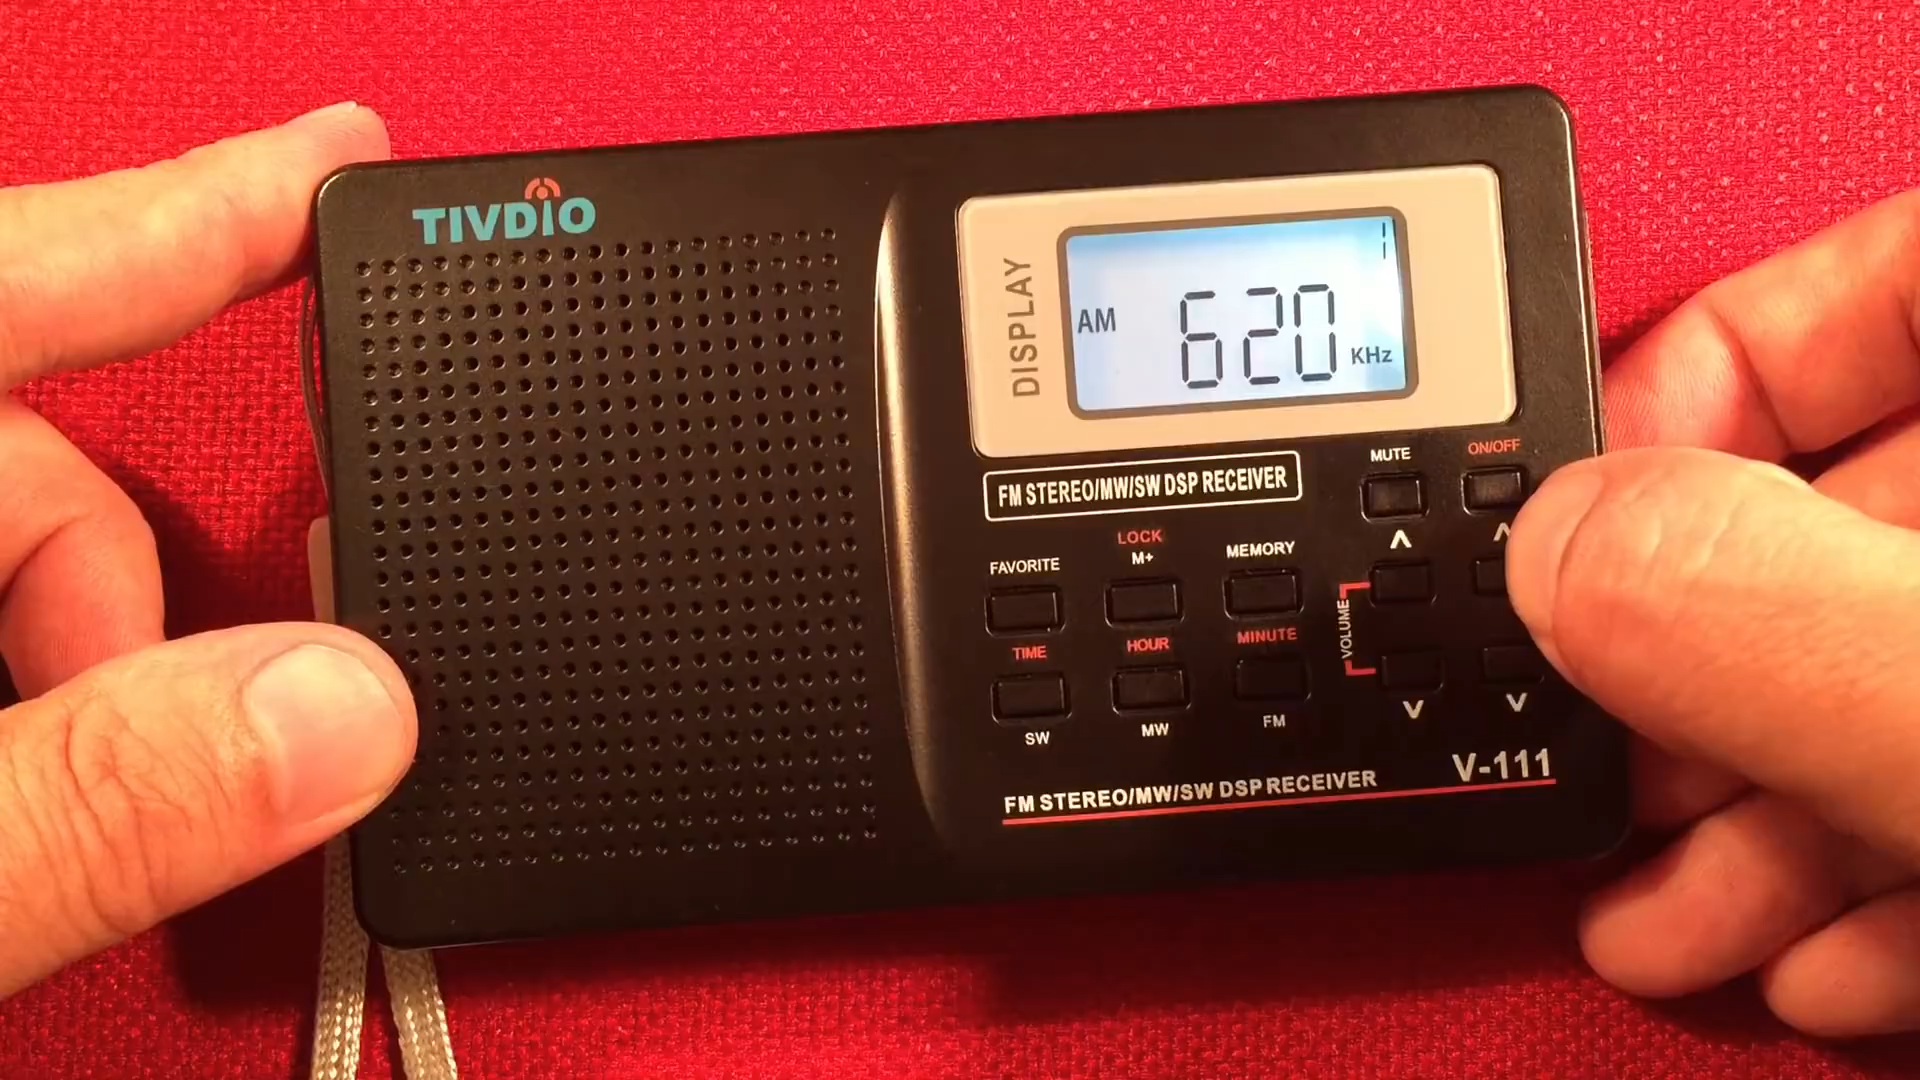 TIVDIO
DISPLAY
1
AM 620 KHz
FM STEREO/MW/SW DSP RECEIVER
MUTE ON/OFF
FAVORITE LOCK M+ MEMORY
VOLUME
TIME HOUR MINUTE
SW MW FM
V-111
FM STEREO/MW/SW DSP RECEIVER